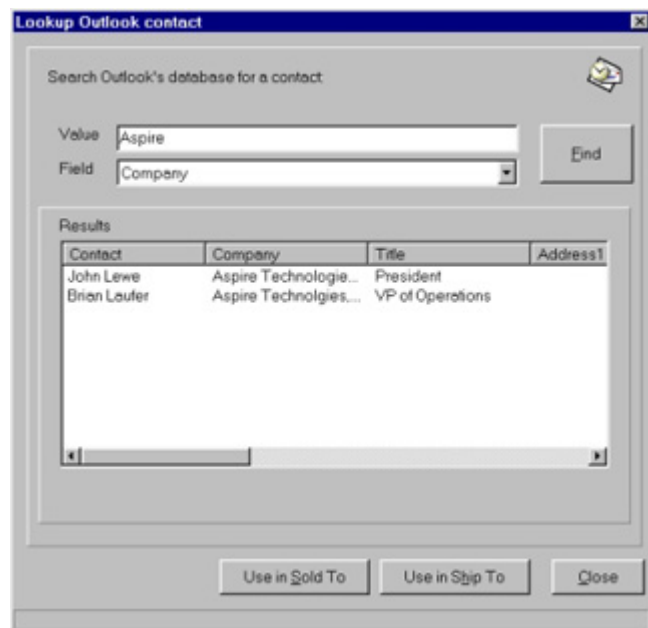 Lookup Outlook contact
Search Outlook's database for a contact
Value Aspire
Find
Field Company
Results
Contact Company Title Address1
John Lewe Aspire Technologie... President
Brian Laufer Aspire Technolgies,... VP of Operations
Use in Sold To Use in Ship To Close